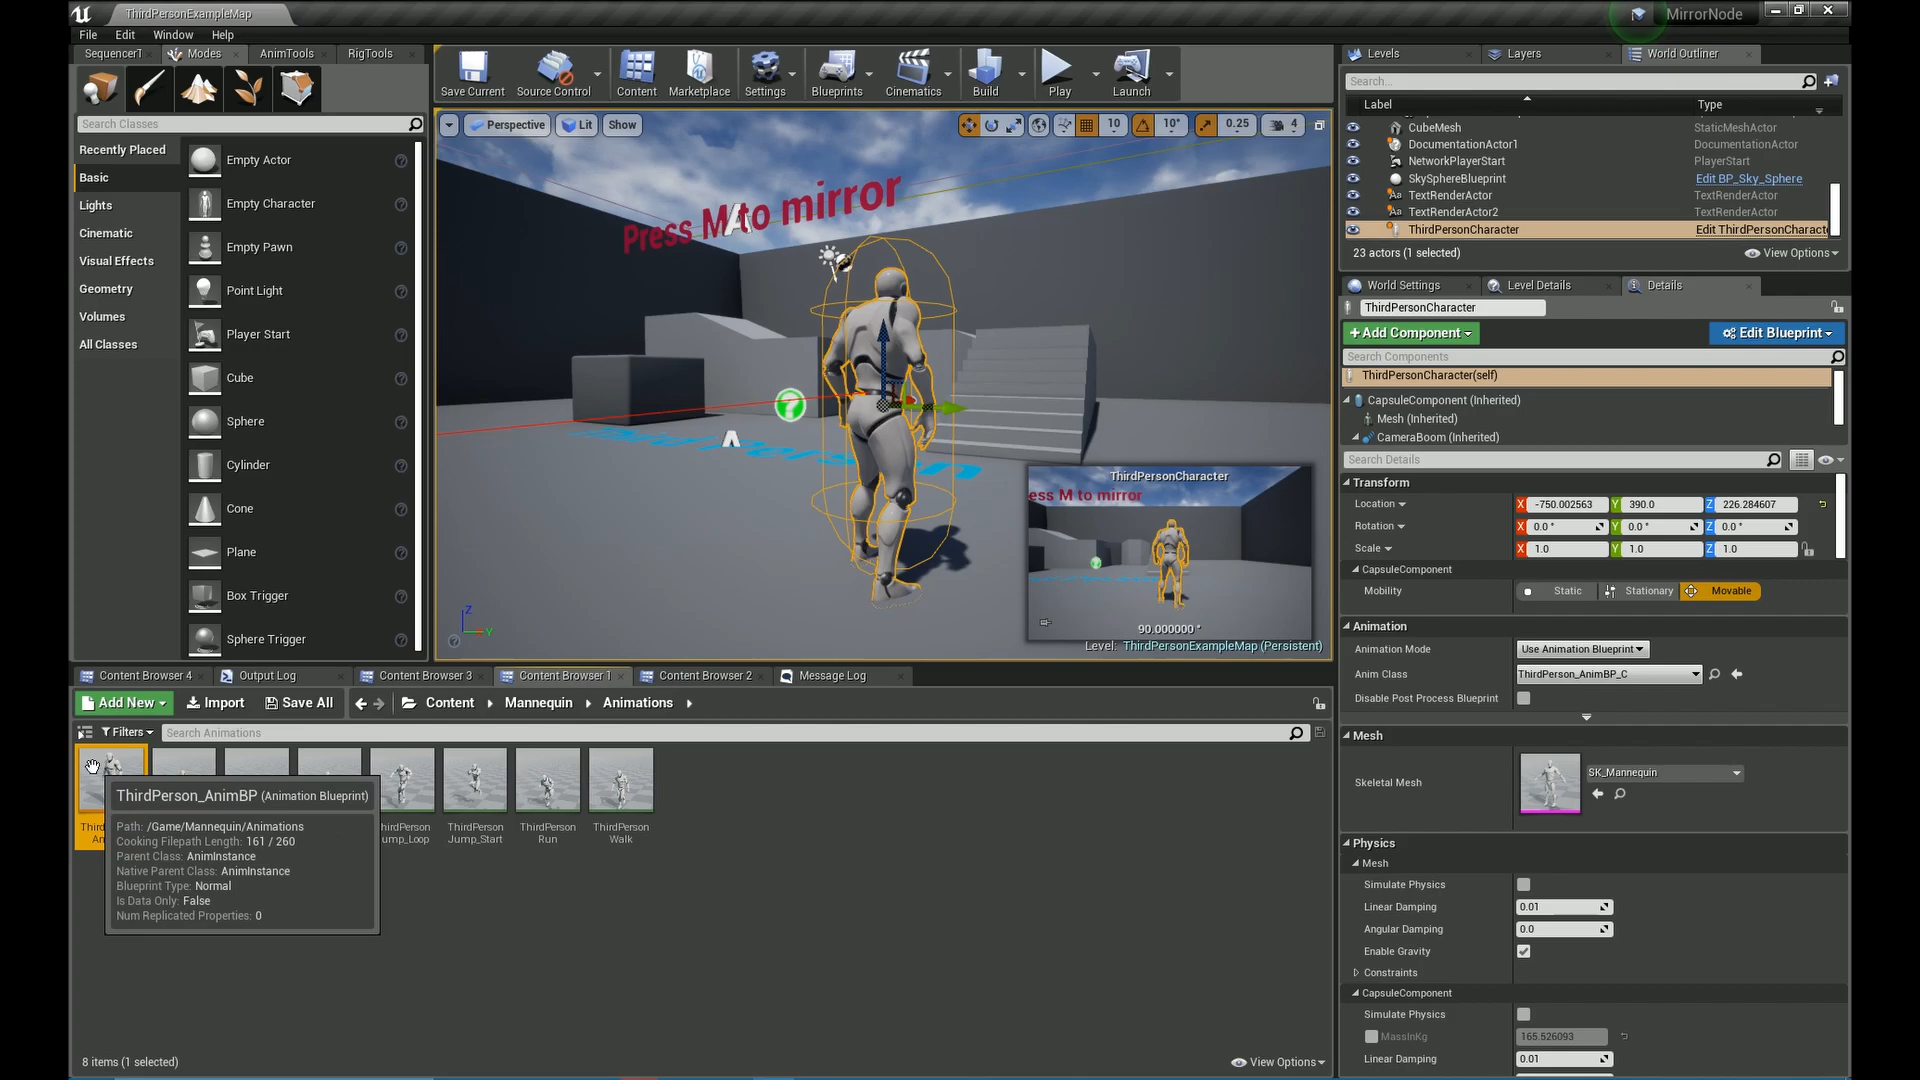 ThirdPersonExampleMap
MirrorNode
File Edit Window Help
SequencerT Modes AnimTools RigTools
Search Classes
Recently Placed
Basic
Lights
Cinematic
Visual Effects
Geometry
Volumes
All Classes
Empty Actor
Empty Character
Empty Pawn
Point Light
Player Start
Cube
Sphere
Cylinder
Cone
Plane
Box Trigger
Sphere Trigger
Save Current Source Control Content Marketplace Settings Blueprints Cinematics Build Play Launch
Perspective Lit Show
10 10° 0.25 4
Press M to mirror
ThirdPersonCharacter
ess M to mirror
90.000000 °
Level: ThirdPersonExampleMap (Persistent)
Z
Y
Levels Layers World Outliner
Search...
Label Type
CubeMesh StaticMeshActor
DocumentationActor1 DocumentationActor
NetworkPlayerStart PlayerStart
SkySphereBlueprint Edit BP_Sky_Sphere
TextRenderActor TextRenderActor
TextRenderActor2 TextRenderActor
ThirdPersonCharacter Edit ThirdPersonCharact
23 actors (1 selected) View Options
World Settings Level Details Details
ThirdPersonCharacter
+Add Component Edit Blueprint
Search Components
ThirdPersonCharacter(self)
CapsuleComponent (Inherited)
Mesh (Inherited)
CameraBoom (Inherited)
Search Details
Transform
Location X -750.002563 Y 390.0 Z 226.284607
Rotation X 0.0 ° Y 0.0 ° Z 0.0 °
Scale X 1.0 Y 1.0 Z 1.0
CapsuleComponent
Mobility Static Stationary Movable
Animation
Animation Mode Use Animation Blueprint
Anim Class ThirdPerson_AnimBP_C
Disable Post Process Blueprint
Mesh
Skeletal Mesh SK_Mannequin
Physics
Mesh
Simulate Physics
Linear Damping 0.01
Angular Damping 0.0
Enable Gravity
Constraints
CapsuleComponent
Simulate Physics
MassInKg 165.526093
Linear Damping 0.01
Content Browser 4 Output Log Content Browser 3 Content Browser 1 Content Browser 2 Message Log
Add New Import Save All Content Mannequin Animations
Filters Search Animations
ThirdPerson_AnimBP (Animation Blueprint)
Path: /Game/Mannequin/Animations
Cooking Filepath Length: 161 / 260
Parent Class: AnimInstance
Native Parent Class: AnimInstance
Blueprint Type: Normal
Is Data Only: False
Num Replicated Properties: 0
Third
An
hirdPerson
ump_Loop
ThirdPerson
Jump_Start
ThirdPerson
Run
ThirdPerson
Walk
8 items (1 selected) View Options